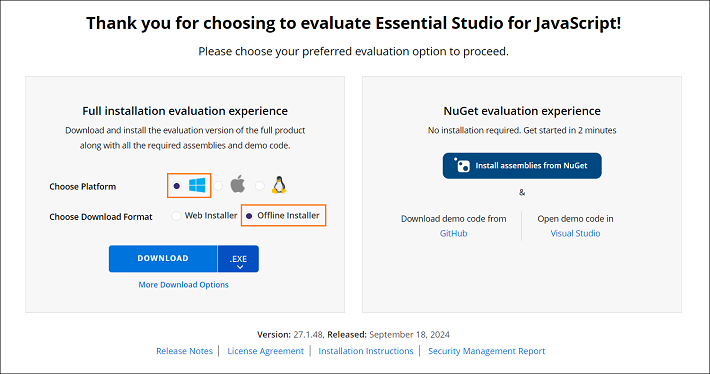 Thank you for choosing to evaluate Essential Studio for JavaScript!
Please choose your preferred evaluation option to proceed.
Full installation evaluation experience
Download and install the evaluation version of the full product
along with all the required assemblies and demo code.
Choose Platform
Choose Download Format
Web Installer
Offline Installer
DOWNLOAD
.EXE
More Download Options
NuGet evaluation experience
No installation required. Get started in 2 minutes
Install assemblies from NuGet
&
Download demo code from
GitHub
Open demo code in
Visual Studio
Version: 27.1.48, Released: September 18, 2024
Release Notes | License Agreement | Installation Instructions | Security Management Report